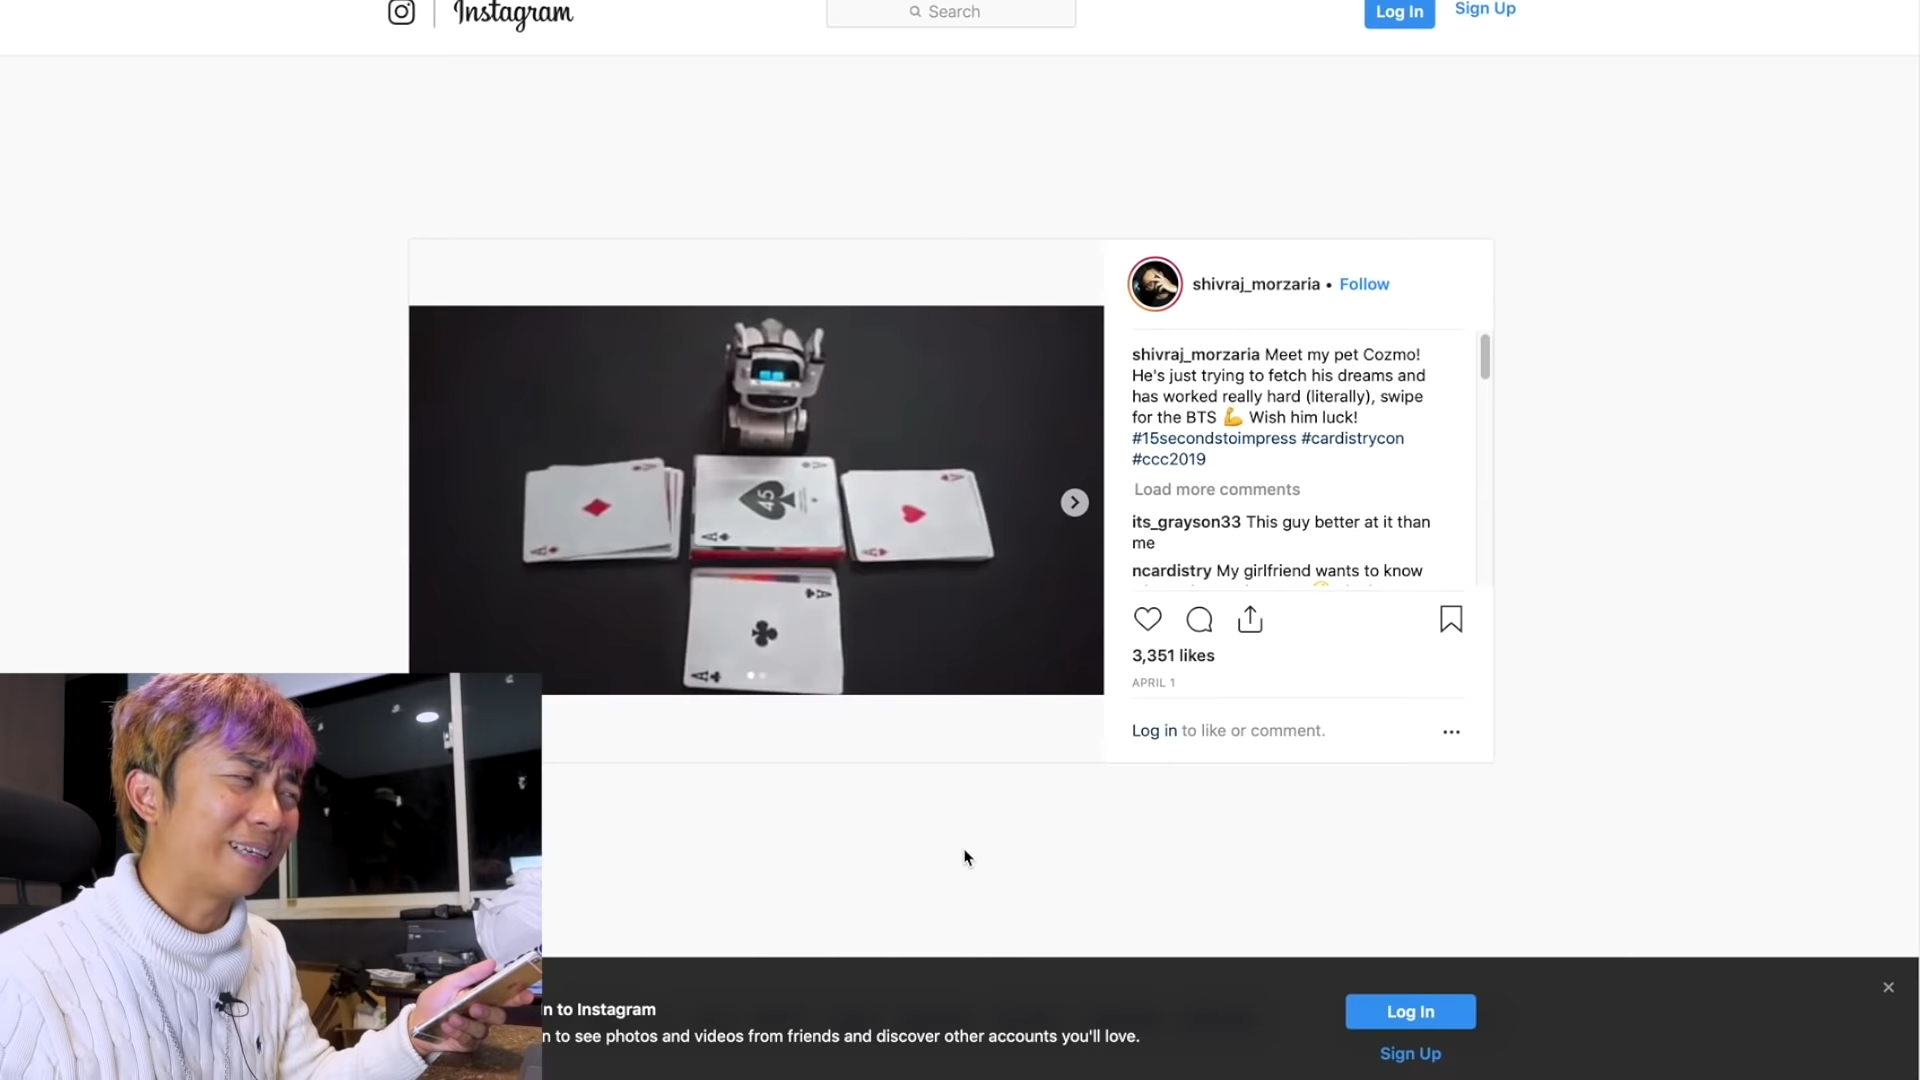 Instagram
Search
Log In
Sign Up
shivraj_morzaria • Follow
shivraj_morzaria Meet my pet Cozmo!
He's just trying to fetch his dreams and
has worked really hard (literally), swipe
for the BTS 💪 Wish him luck!
#15secondstoimpress #cardistrycon
#ccc2019
Load more comments
its_grayson33 This guy better at it than
me
ncardistry My girlfriend wants to know
3,351 likes
APRIL 1
Log in to like or comment.
A
A
45
A
A
A
A
A
A
n to Instagram
n to see photos and videos from friends and discover other accounts you'll love.
Log In
Sign Up